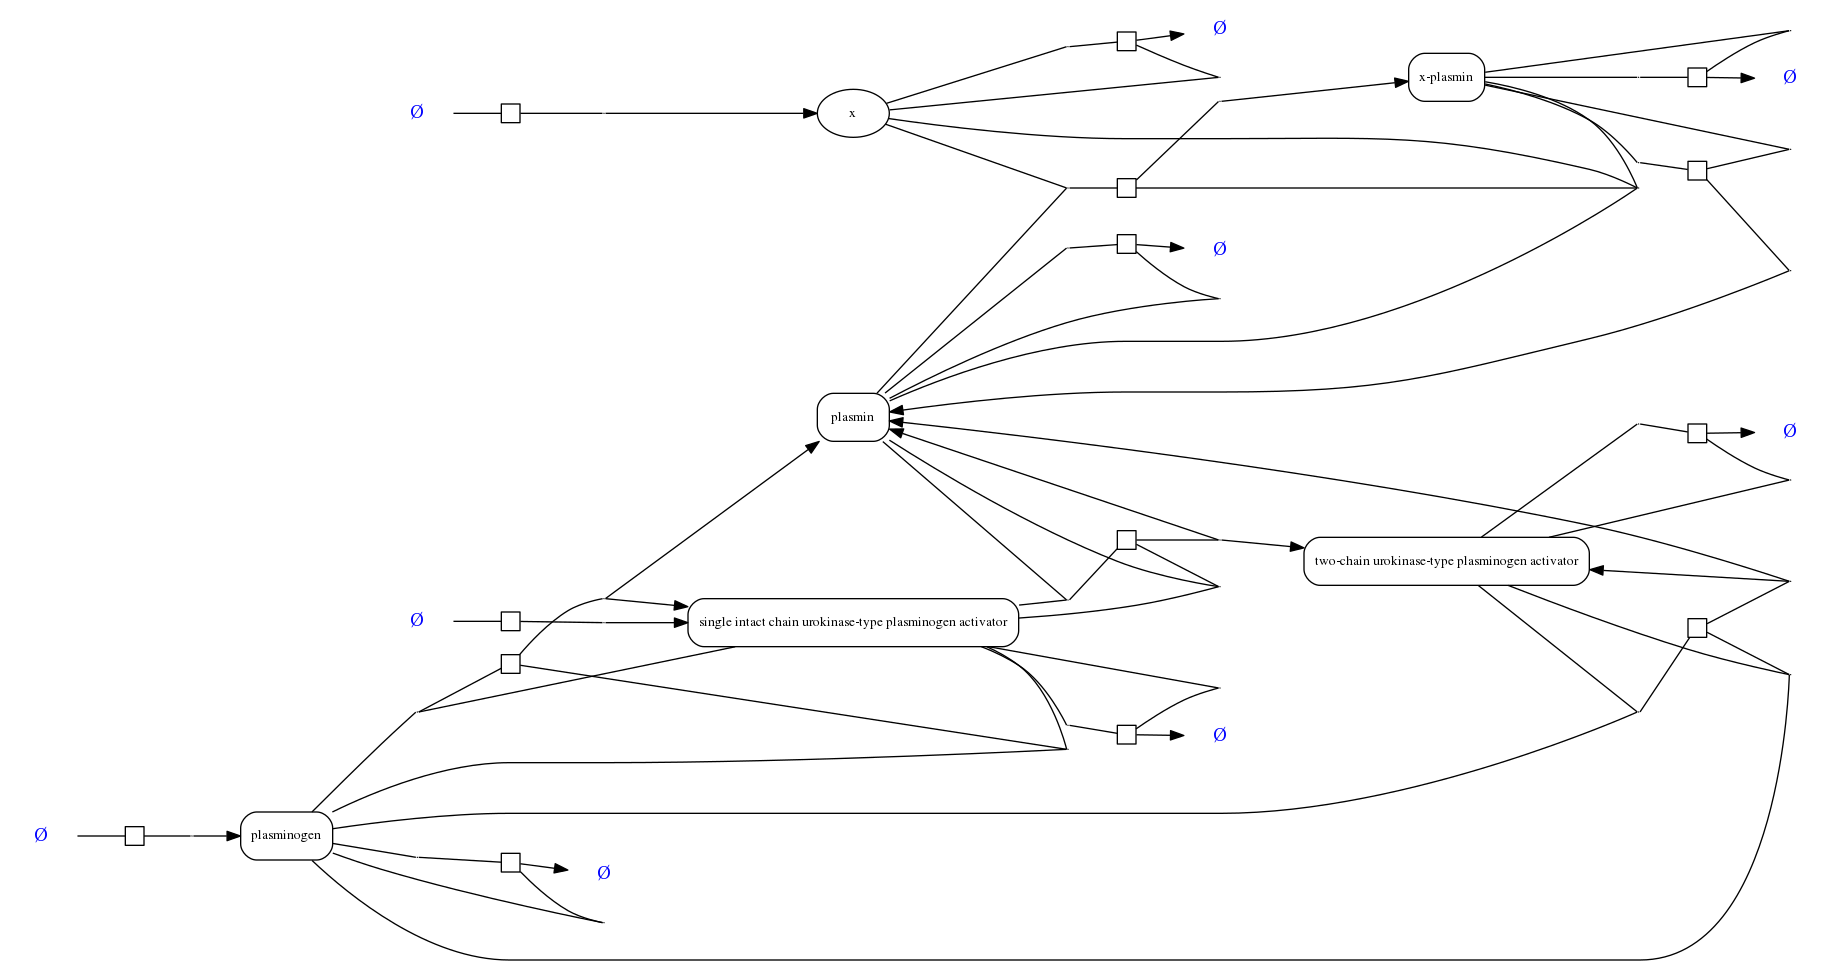 Ø
Ø
x-plasmin
Ø
x
Ø
Ø
plasmin
Ø
two-chain urokinase-type plasminogen activator
Ø
single intact chain urokinase-type plasminogen activator
Ø
Ø
plasminogen
Ø